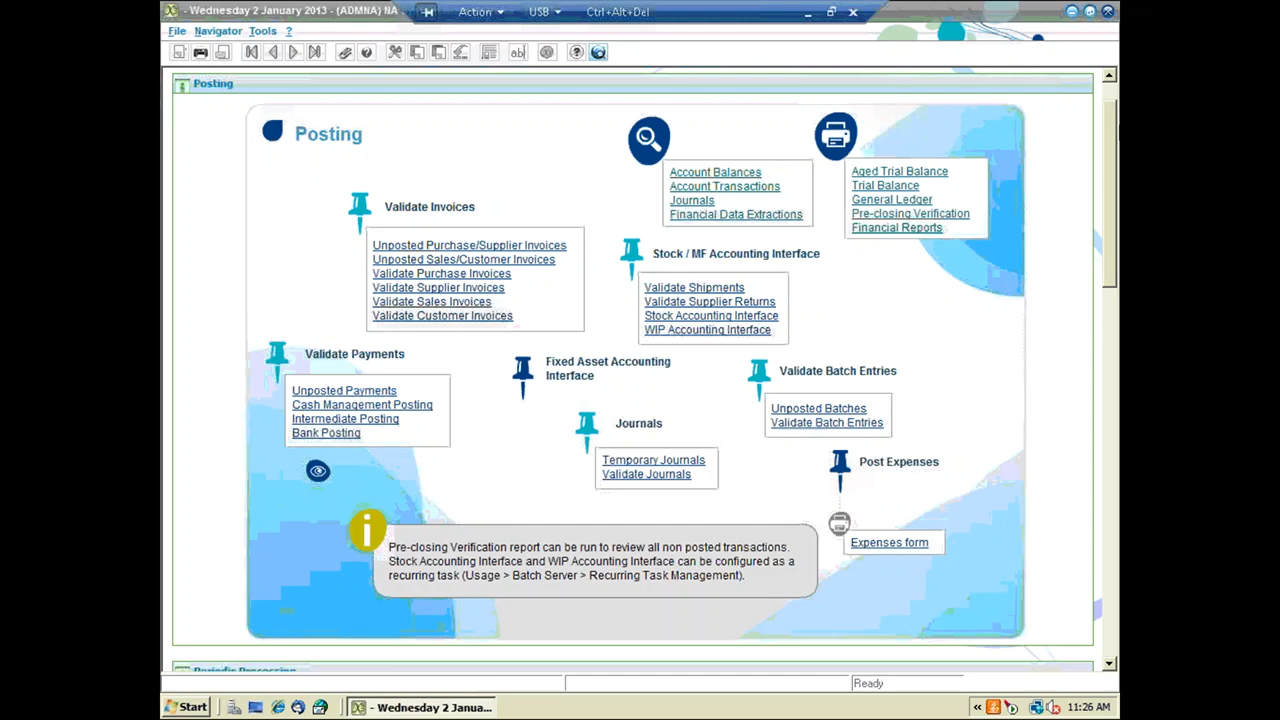 - Wednesday 2 January 2013 - (ADMNA) NA
Action
USB
Ctrl+Alt+Del
File Navigator Tools ?
ab
Posting
Posting
Account Balances
Account Transactions
Journals
Financial Data Extractions
Aged Trial Balance
Trial Balance
General Ledger
Pre-closing Verification
Financial Reports
Validate Invoices
Unposted Purchase/Supplier Invoices
Unposted Sales/Customer Invoices
Validate Purchase Invoices
Validate Supplier Invoices
Validate Sales Invoices
Validate Customer Invoices
Stock / MF Accounting Interface
Validate Shipments
Validate Supplier Returns
Stock Accounting Interface
WIP Accounting Interface
Validate Payments
Unposted Payments
Cash Management Posting
Intermediate Posting
Bank Posting
Fixed Asset Accounting
Interface
Validate Batch Entries
Unposted Batches
Validate Batch Entries
Journals
Temporary Journals
Validate Journals
Post Expenses
Expenses form
Pre-closing Verification report can be run to review all non posted transactions.
Stock Accounting Interface and WIP Accounting Interface can be configured as a
recurring task (Usage > Batch Server > Recurring Task Management).
Periodic Processing
Ready
Start
- Wednesday 2 Janua...
11:26 AM